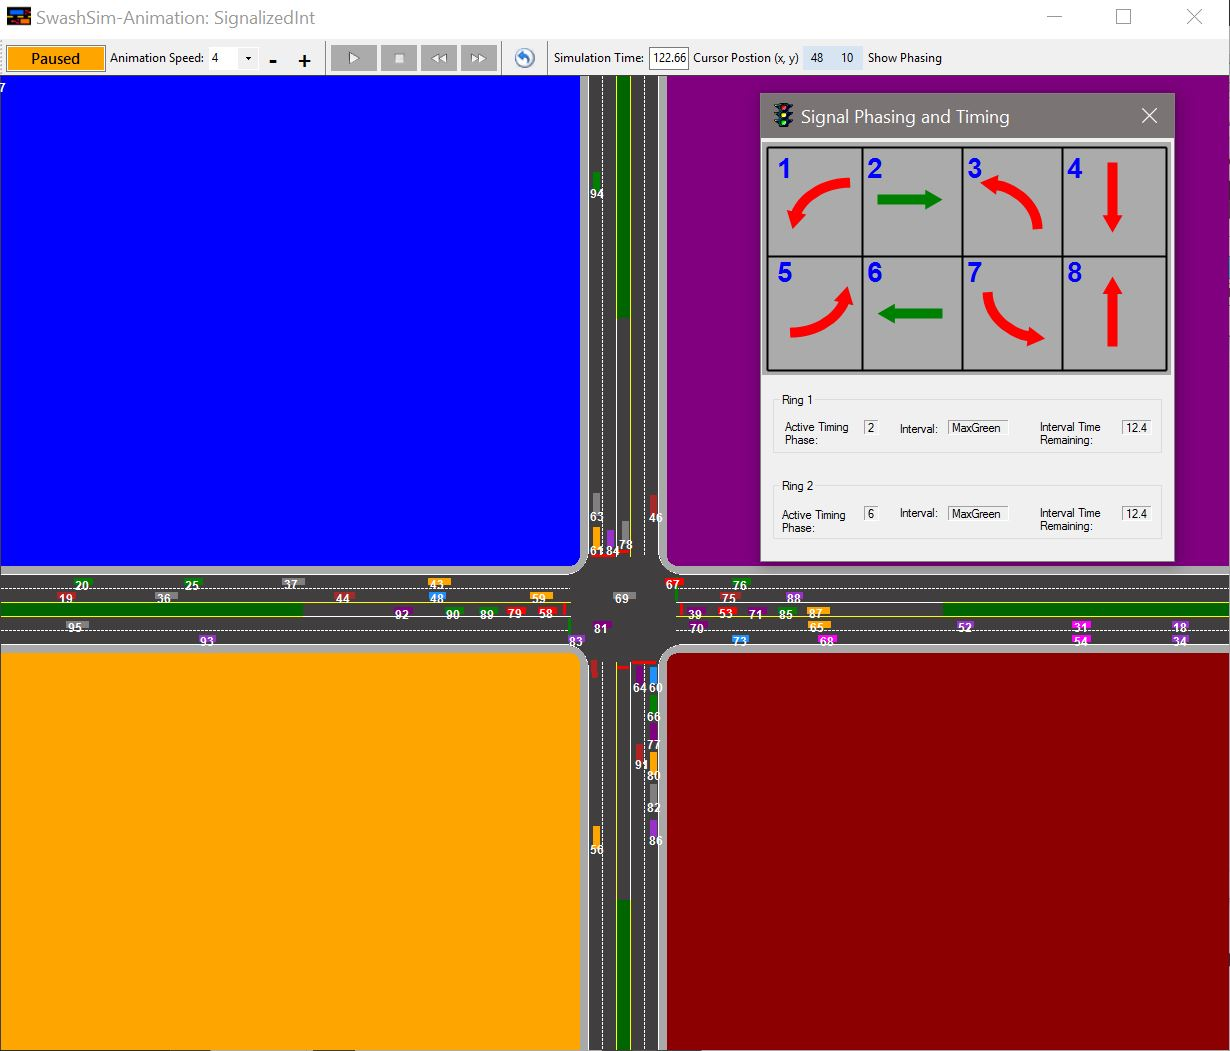 SwashSim-Animation: SignalizedInt
Paused Animation Speed: 4 - + Simulation Time: 122.66 Cursor Postion (x, y) 48 10 Show Phasing
7
Signal Phasing and Timing
1 2 3 4
5 6 7 8
Ring 1
Active Timing Phase: 2 Interval: MaxGreen Interval Time Remaining: 12.4
Ring 2
Active Timing Phase: 6 Interval: MaxGreen Interval Time Remaining: 12.4
94
63 46
61 84 78
20 25 37 43 67 76
19 36 44 48 59 69 75 88
92 90 89 79 58 39 53 71 85 87
95 81 70 65 52 31 18
93 83 73 68 54 34
64 60
66
77
91 80
82
56 86